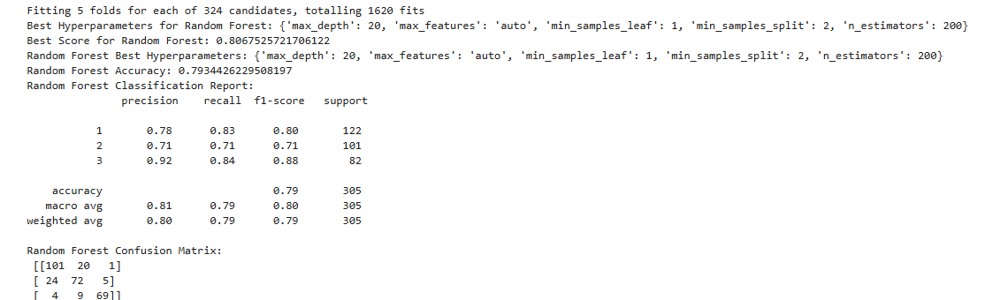 Fitting 5 folds for each of 324 candidates, totalling 1620 fits
Best Hyperparameters for Random Forest: {'max_depth': 20, 'max_features': 'auto', 'min_samples_leaf': 1, 'min_samples_split': 2, 'n_estimators': 200}
Best Score for Random Forest: 0.8067525721706122
Random Forest Best Hyperparameters: {'max_depth': 20, 'max_features': 'auto', 'min_samples_leaf': 1, 'min_samples_split': 2, 'n_estimators': 200}
Random Forest Accuracy: 0.7934426229508197
Random Forest Classification Report:
precision recall f1-score support
1 0.78 0.83 0.80 122
2 0.71 0.71 0.71 101
3 0.92 0.84 0.88 82
accuracy 0.79 305
macro avg 0.81 0.79 0.80 305
weighted avg 0.80 0.79 0.79 305
Random Forest Confusion Matrix:
[[101 20 1]
[ 24 72 5]
[ 4 9 69]]